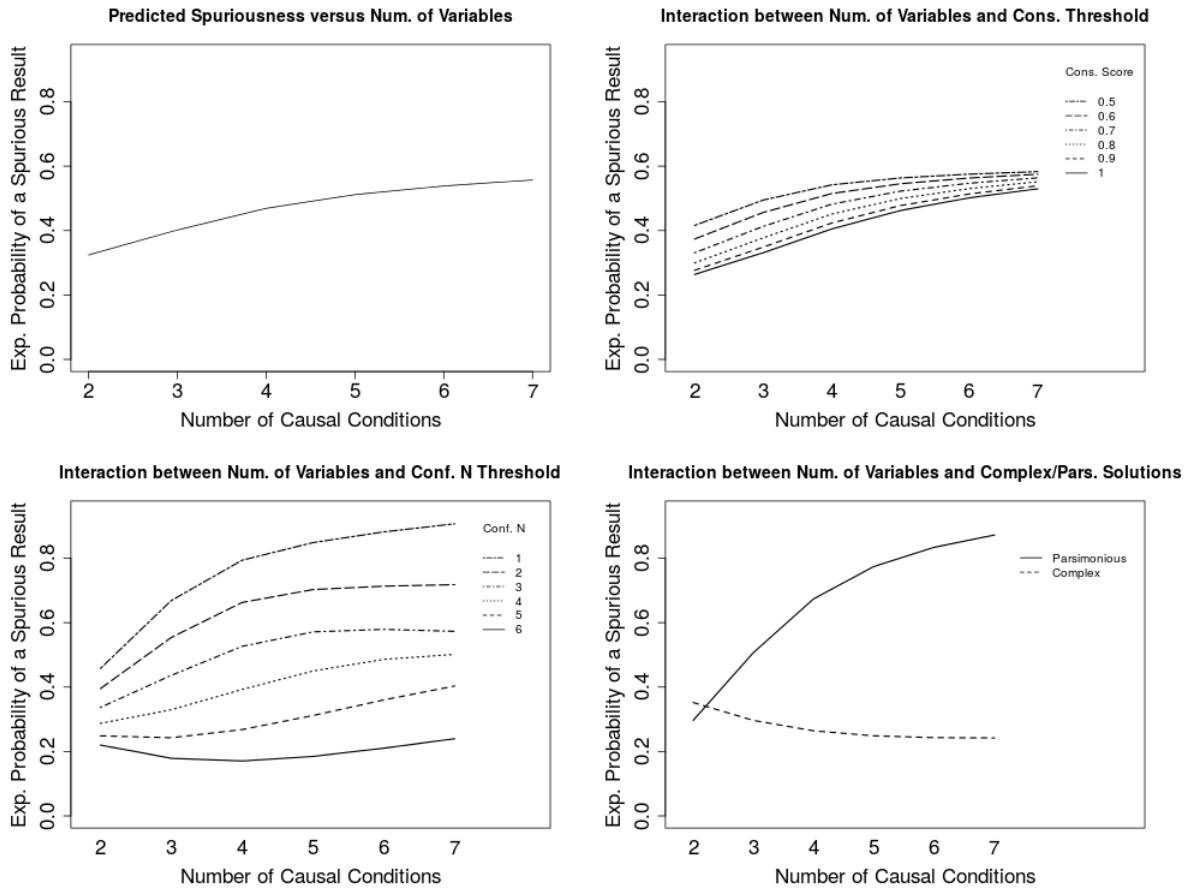 Predicted Spuriousness versus Num. of Variables
Exp. Probability of a Spurious Result
0.8
0.6
0.4
0.2
0.0
2 3 4 5 6 7
Number of Causal Conditions
Interaction between Num. of Variables and Cons. Threshold
Exp. Probability of a Spurious Result
0.8
0.6
0.4
0.2
0.0
Cons. Score
0.5
0.6
0.7
0.8
0.9
1
2 3 4 5 6 7
Number of Causal Conditions
Interaction between Num. of Variables and Conf. N Threshold
Exp. Probability of a Spurious Result
0.8
0.6
0.4
0.2
0.0
Conf. N
1
2
3
4
5
6
2 3 4 5 6 7
Number of Causal Conditions
Interaction between Num. of Variables and Complex/Pars. Solutions
Exp. Probability of a Spurious Result
0.8
0.6
0.4
0.2
0.0
Parsimonious
Complex
2 3 4 5 6 7
Number of Causal Conditions